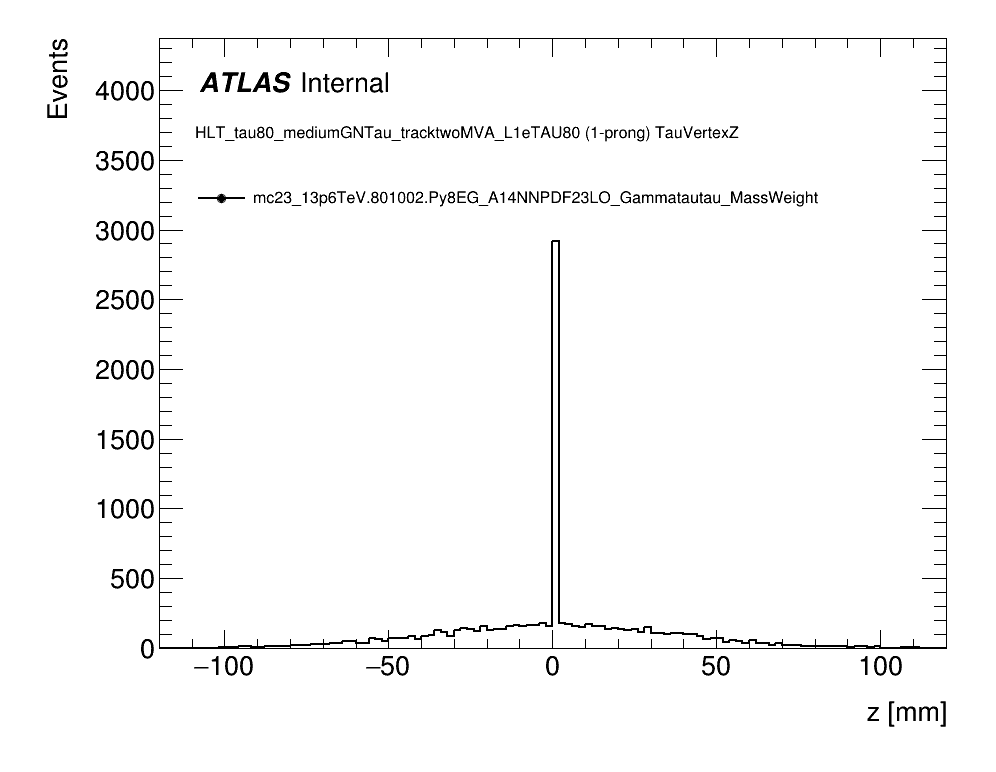 Events
4000
3500
3000
2500
2000
1500
1000
500
0
ATLAS Internal
HLT_tau80_mediumGNTau_tracktwoMVA_L1eTAU80 (1-prong) TauVertexZ
mc23_13p6TeV.801002.Py8EG_A14NNPDF23LO_Gammatautau_MassWeight
−100 −50 0 50 100
z [mm]